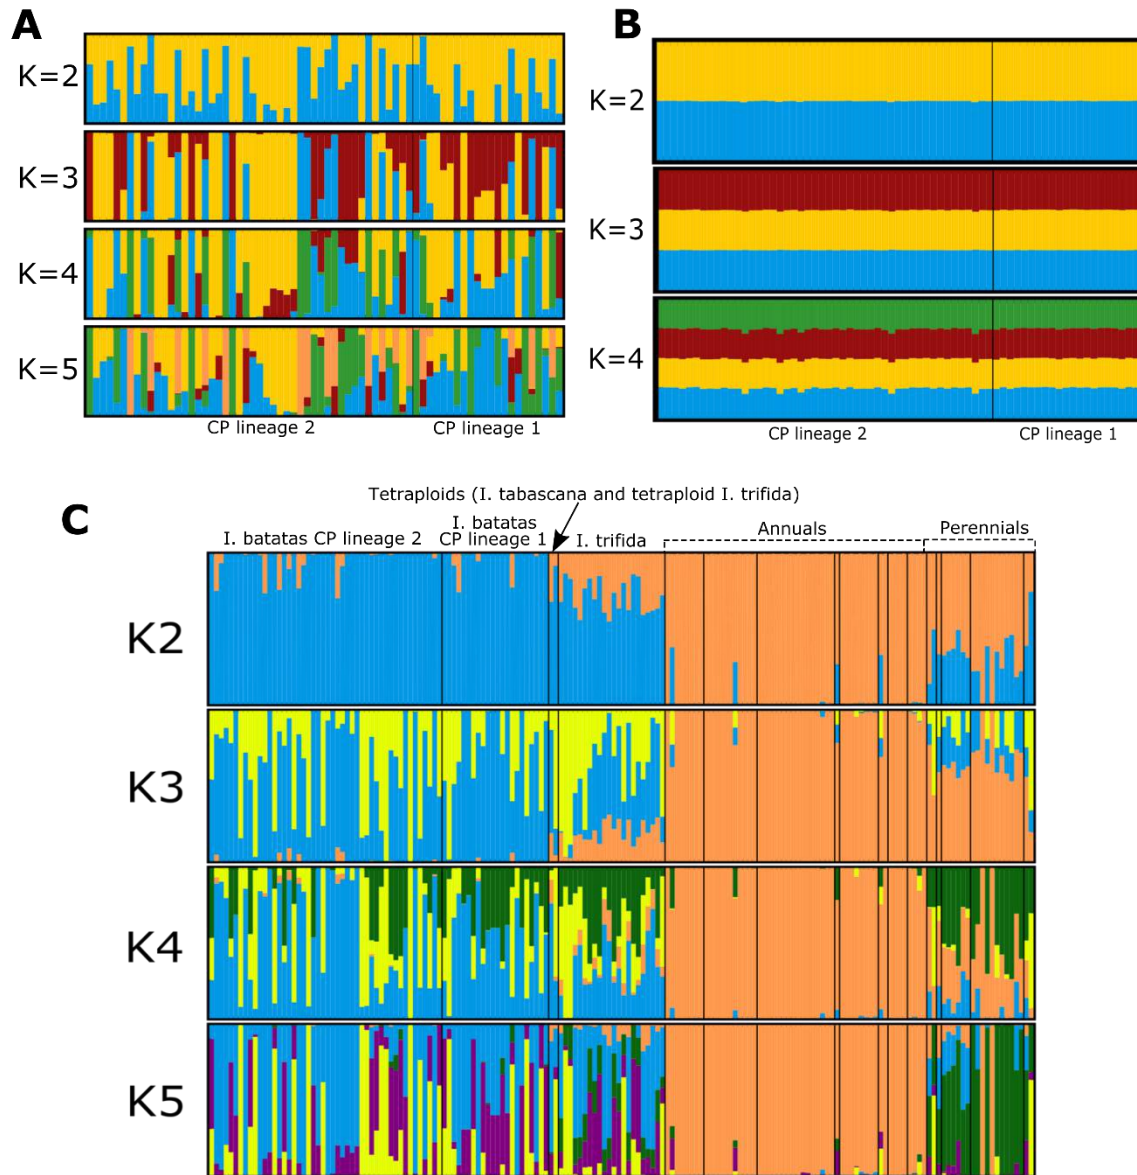 A
K=2
K=3
K=4
K=5
CP lineage 2
CP lineage 1
B
K=2
K=3
K=4
CP lineage 2
CP lineage 1
C
Tetraploids (I. tabascana and tetraploid I. trifida)
I. batatas CP lineage 2
I. batatas
CP lineage 1
I. trifida
Annuals
Perennials
K2
K3
K4
K5